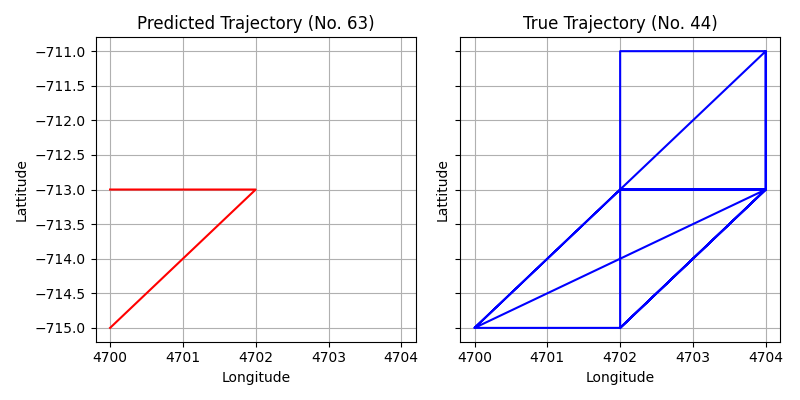 Predicted Trajectory (No. 63)
True Trajectory (No. 44)
Lattitude
−711.0
−711.5
−712.0
−712.5
−713.0
−713.5
−714.0
−714.5
−715.0
4700 4701 4702 4703 4704
Longitude
Lattitude
4700 4701 4702 4703 4704
Longitude